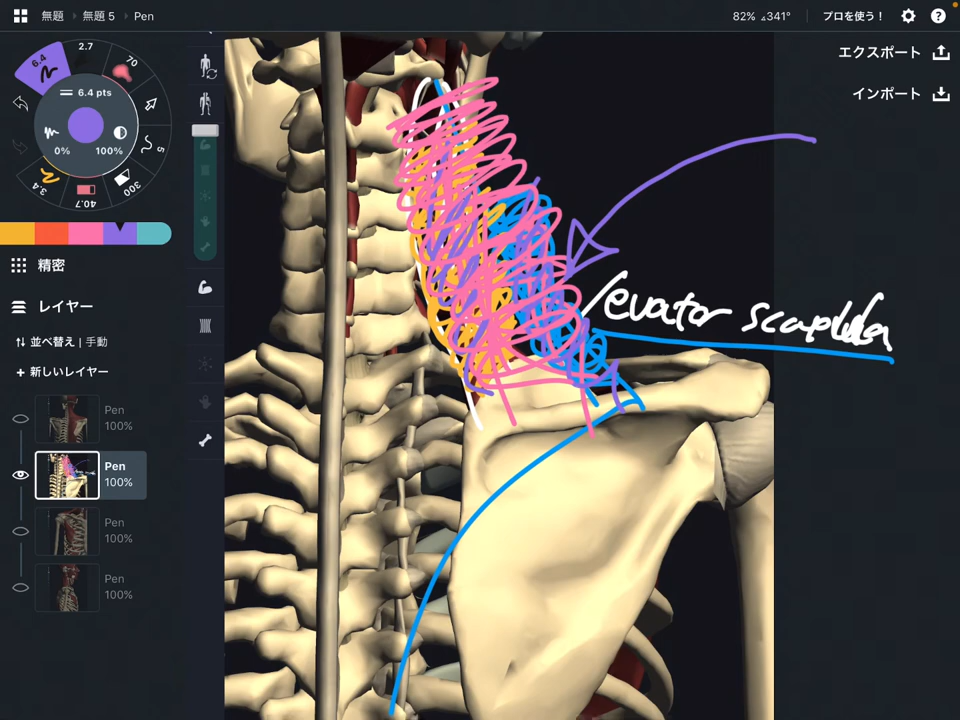 無題 › 無題 5 › Pen
82% ⦣341°
プロを使う！
?
エクスポート
インポート
2.7
6.4
70
6.4 pts
0% 100%
5
3.4
40.7
300
精密
レイヤー
並べ替え | 手動
+ 新しいレイヤー
Pen
100%
Pen
100%
Pen
100%
Pen
100%
levator